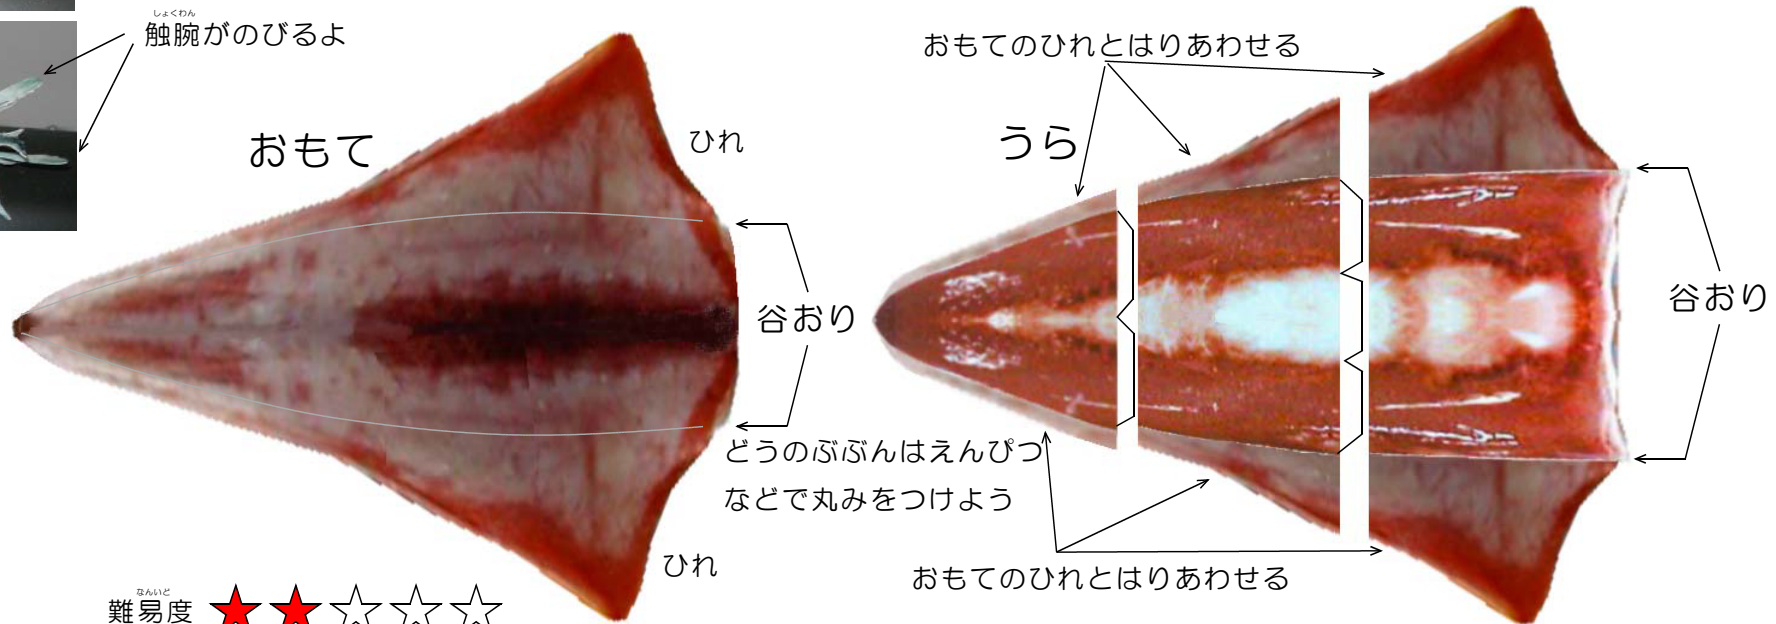 しょくわん
触腕がのびるよ
おもて
ひれ
谷おり
どうのぶぶんはえんぴつ
などで丸みをつけよう
ひれ
なんいど
難易度 ★★☆☆☆
おもてのひれとはりあわせる
うら
谷おり
おもてのひれとはりあわせる